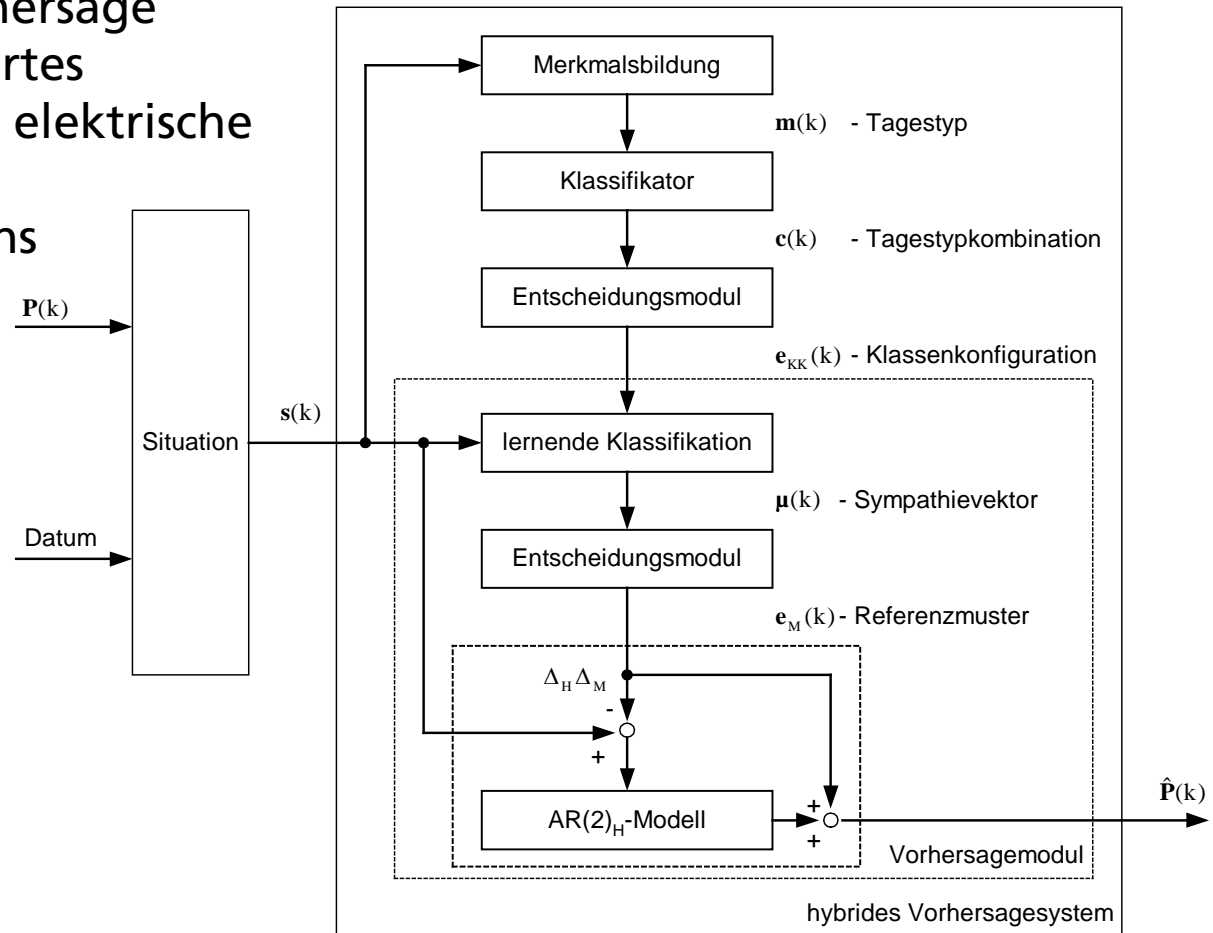 hersage
rtes
elektrische
ns
Merkmalsbildung
m(k) - Tagestyp
Klassifikator
c(k) - Tagestypkombination
Entscheidungsmodul
e_KK(k) - Klassenkonfiguration
P(k)
Situation
Datum
s(k)
lernende Klassifikation
µ(k) - Sympathievektor
Entscheidungsmodul
e_M(k) - Referenzmuster
Δ_H Δ_M
-
+
AR(2)_H-Modell
+
+
P̂(k)
Vorhersagemodul
hybrides Vorhersagesystem